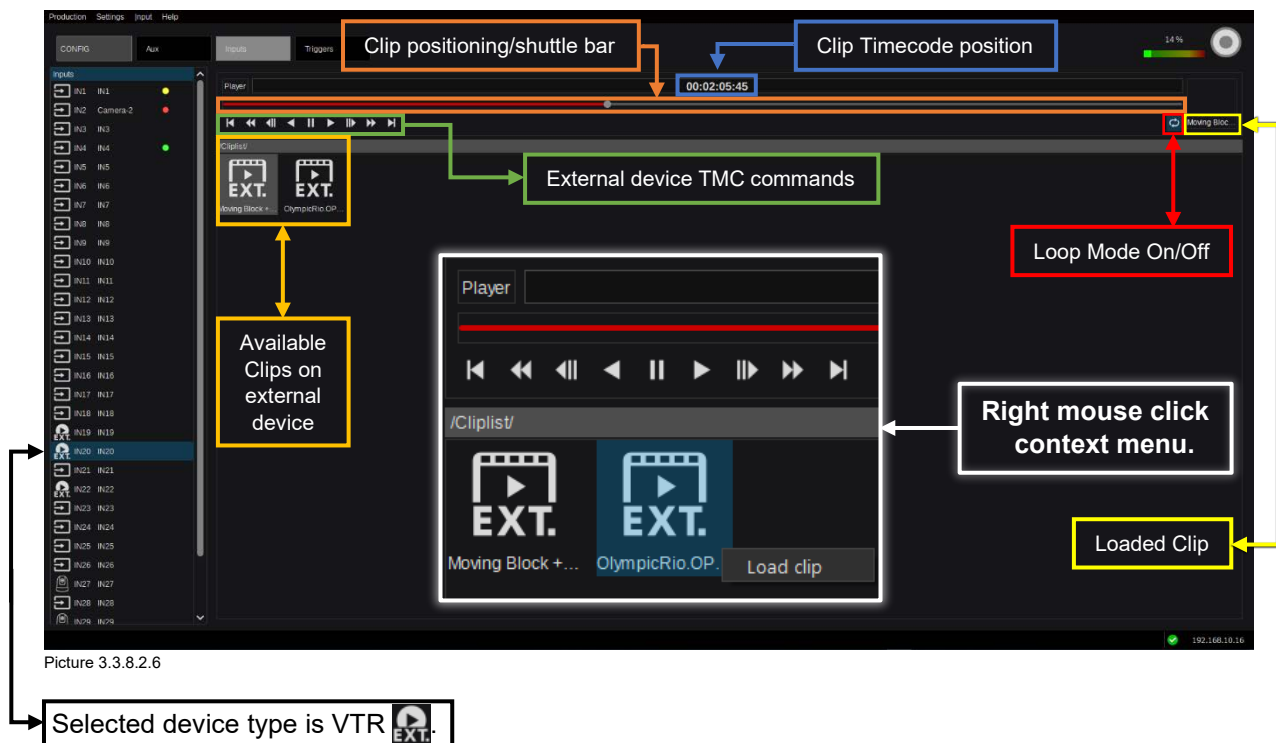 Production Settings Input Help
CONFIG Aux Inputs Triggers
Clip positioning/shuttle bar
Clip Timecode position
14 %
Inputs
IN1 IN1
IN2 Camera-2
IN3 IN3
IN4 IN4
IN5 IN5
IN6 IN6
IN7 IN7
IN8 IN8
IN9 IN9
IN10 IN10
IN11 IN11
IN12 IN12
IN13 IN13
IN14 IN14
IN15 IN15
IN16 IN16
IN17 IN17
IN18 IN18
EXT. IN19 IN19
EXT. IN20 IN20
IN21 IN21
EXT. IN22 IN22
IN23 IN23
IN24 IN24
IN25 IN25
IN26 IN26
IN27 IN27
IN28 IN28
IN29 IN29
Player
00:02:05:45
Moving Bloc...
/Cliplist/
EXT. EXT.
Moving Block +... OlympicRio.OP...
External device TMC commands
Loop Mode On/Off
Available
Clips on
external
device
Player
/Cliplist/
EXT. EXT.
Moving Block +... OlympicRio.OP.
Load clip
Right mouse click
context menu.
Loaded Clip
192.168.10.16
Picture 3.3.8.2.6
Selected device type is VTR EXT. .